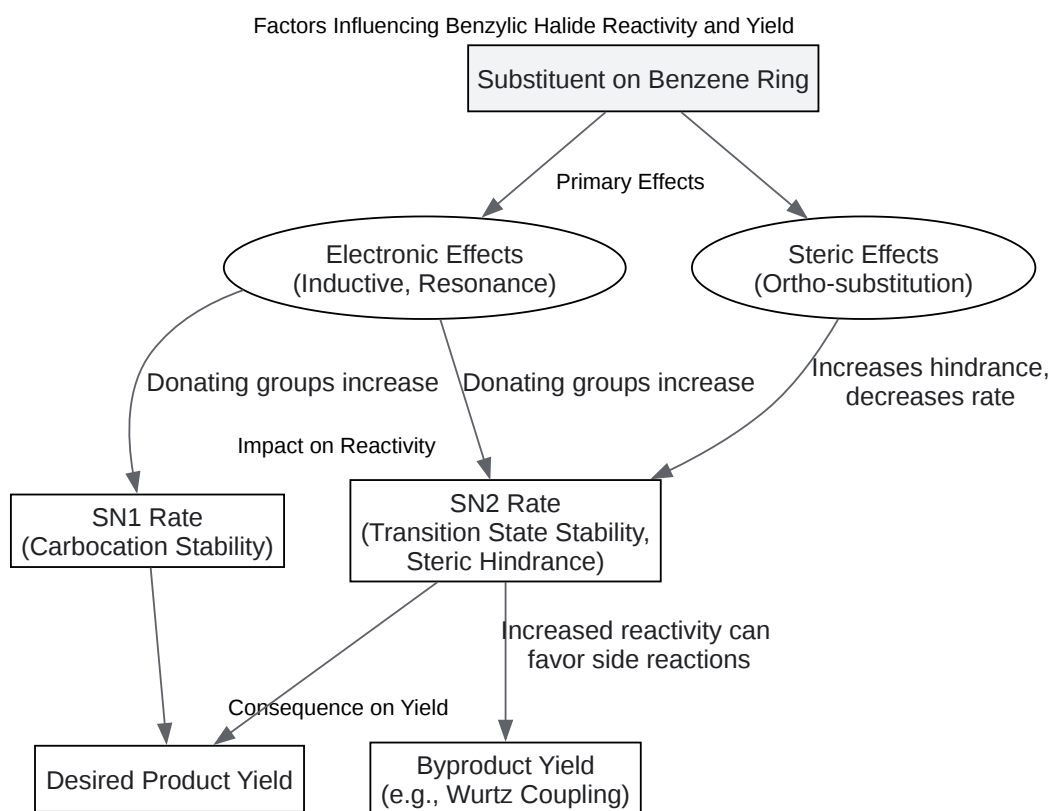 Factors Influencing Benzylic Halide Reactivity and Yield
Substituent on Benzene Ring
Primary Effects
Electronic Effects
(Inductive, Resonance)
Steric Effects
(Ortho-substitution)
Donating groups increase
Donating groups increase
Increases hindrance,
decreases rate
Impact on Reactivity
SN1 Rate
(Carbocation Stability)
SN2 Rate
(Transition State Stability,
Steric Hindrance)
Increased reactivity can
favor side reactions
Consequence on Yield
Desired Product Yield
Byproduct Yield
(e.g., Wurtz Coupling)